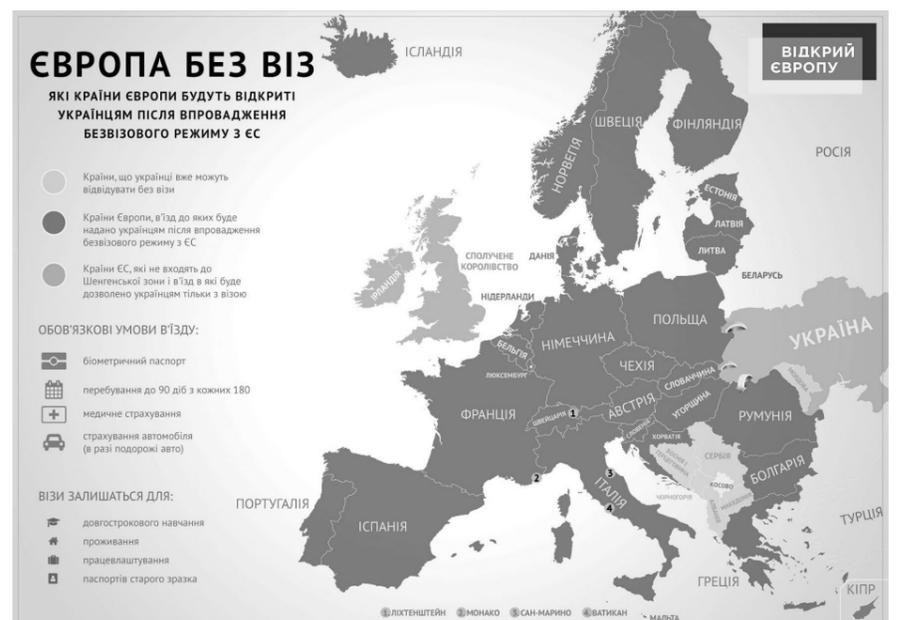 ЄВРОПА БЕЗ ВІЗ
ЯКІ КРАЇНИ ЄВРОПИ БУДУТЬ ВІДКРИТІ
УКРАЇНЦЯМ ПІСЛЯ ВПРОВАДЖЕННЯ
БЕЗВІЗОВОГО РЕЖИМУ З ЄС
ВІДКРИЙ
ЄВРОПУ
Країни, що українці вже можуть
відвідувати без візи
Країни Європи, в'їзд до яких буде
надано українцям після впровадження
безвізового режиму з ЄС
Країни ЄС, які не входять до
Шенгенської зони і в'їзд в які буде
дозволено українцям тільки з візою
ОБОВ'ЯЗКОВІ УМОВИ В'ЇЗДУ:
біометричний паспорт
перебування до 90 діб з кожних 180
медичне страхування
страхування автомобіля
(в разі подорожі авто)
ВІЗИ ЗАЛИШАТЬСЯ ДЛЯ:
довгострокового навчання
проживання
працевлаштування
паспортів старого зразка
ІСЛАНДІЯ
НОРВЕГІЯ
ШВЕЦІЯ
ФІНЛЯНДІЯ
РОСІЯ
ЕСТОНІЯ
ЛАТВІЯ
ЛИТВА
БЕЛАРУСЬ
СПОЛУЧЕНЕ
КОРОЛІВСТВО
ІРЛАНДІЯ
ДАНІЯ
НІДЕРЛАНДИ
БЕЛЬГІЯ
ЛЮКСЕМБУРГ
НІМЕЧЧИНА
ПОЛЬЩА
УКРАЇНА
ЧЕХІЯ
СЛОВАЧЧИНА
МОЛДОВА
АВСТРІЯ
УГОРЩИНА
РУМУНІЯ
ФРАНЦІЯ
ШВЕЙЦАРІЯ
1
СЛОВЕНІЯ
ХОРВАТІЯ
БОСНІЯ І
ГЕРЦЕГОВИНА
СЕРБІЯ
КОСОВО
ЧОРНОГОРІЯ
МАКЕДОНІЯ
БОЛГАРІЯ
2
3
ІТАЛІЯ
4
ПОРТУГАЛІЯ
ІСПАНІЯ
ТУРЦІЯ
ГРЕЦІЯ
КІПР
1 ЛІХТЕНШТЕЙН 2 МОНАКО 3 САН-МАРИНО 4 ВАТИКАН
МАЛЬТА